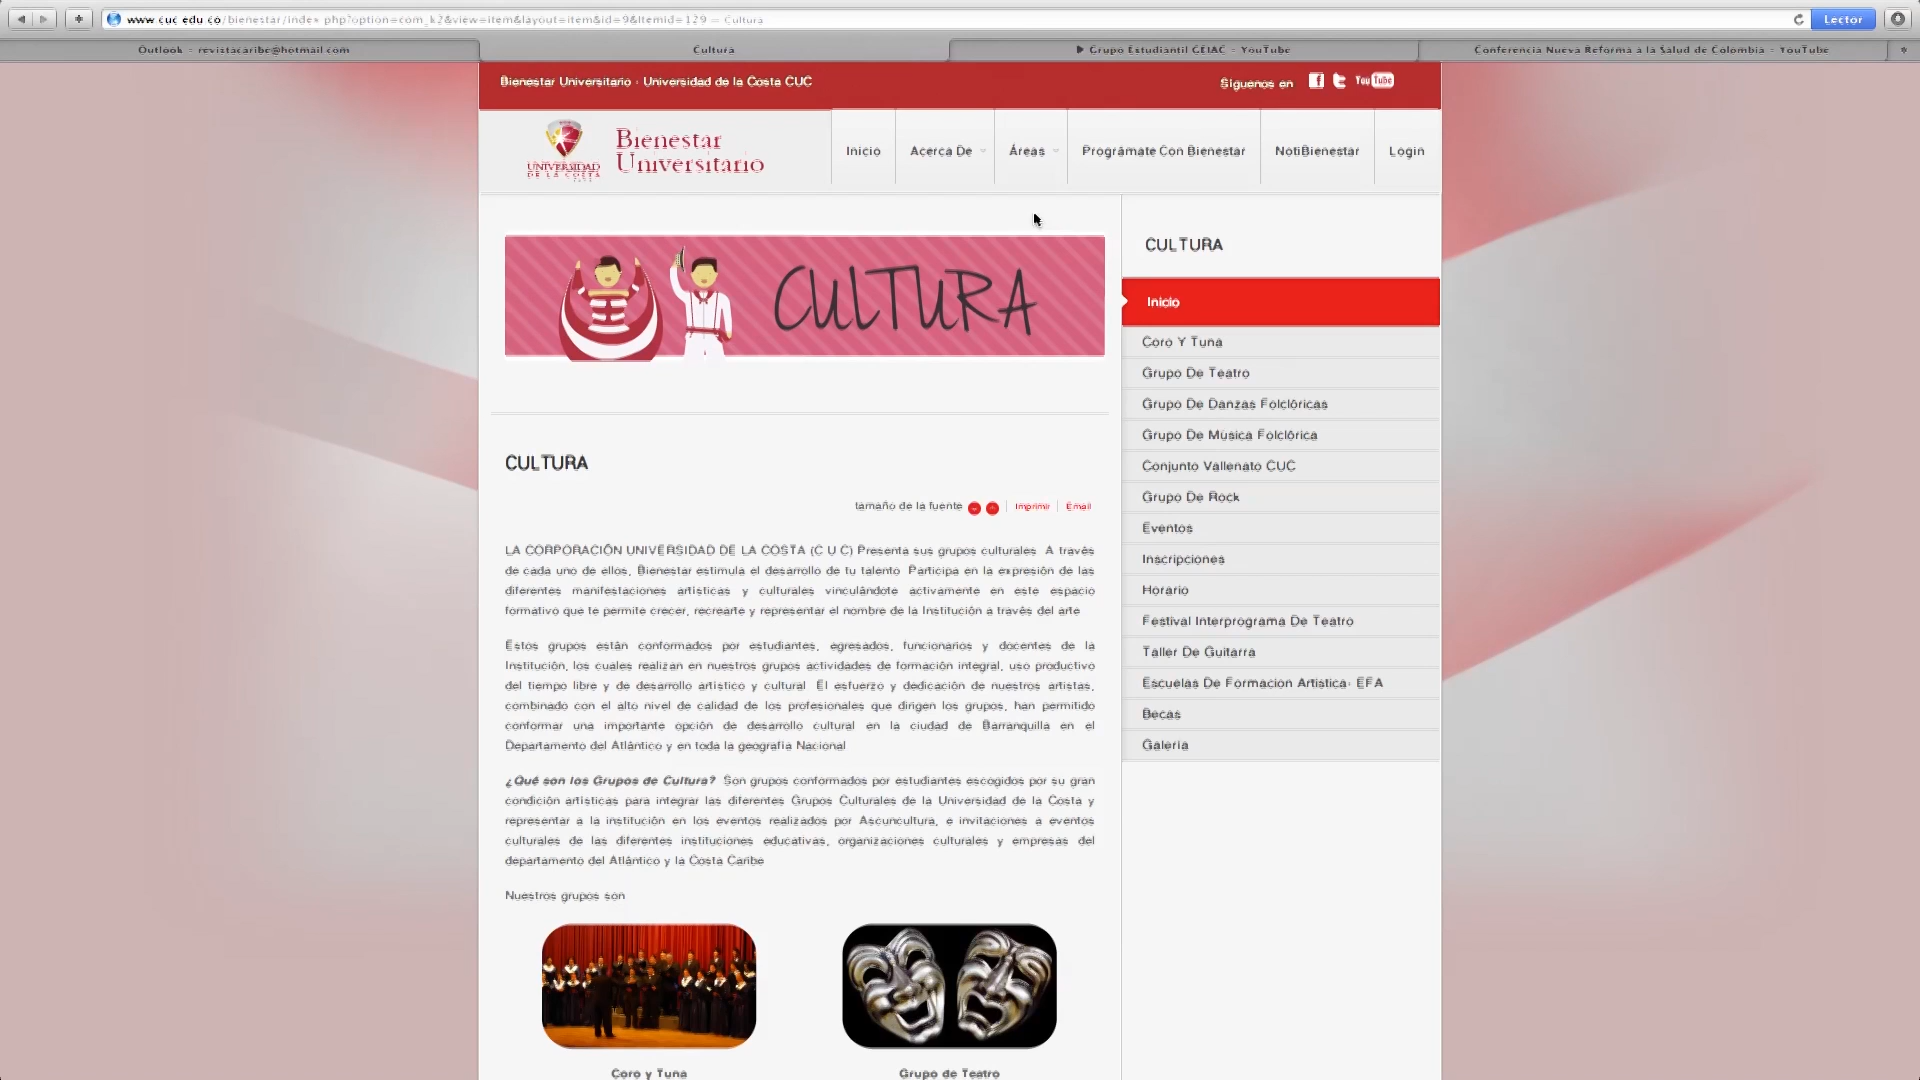 www.cuc.edu.co/bienestar/index.php?option=com_k2&view=item&layout=item&id=9&Itemid=129 – Cultura
Lector
Outlook – revistacaribe@hotmail.com
Cultura
Grupo Estudiantil GEIAC – YouTube
Conferencia Nueva Reforma a la Salud de Colombia – YouTube
Bienestar Universitario - Universidad de la Costa CUC
Síguenos en
You Tube
UNIVERSIDAD
DE LA COSTA
Bienestar
Universitario
Inicio
Acerca De
Áreas
Prográmate Con Bienestar
NotiBienestar
Login
CULTURA
CULTURA
tamaño de la fuente
Imprimir
Email
LA CORPORACIÓN UNIVERSIDAD DE LA COSTA (C U C) Presenta sus grupos culturales. A través
de cada uno de ellos, Bienestar estimula el desarrollo de tu talento. Participa en la expresión de las
diferentes manifestaciones artísticas y culturales vinculándote activamente en este espacio
formativo que te permite crecer, recrearte y representar el nombre de la Institución a través del arte
Estos grupos están conformados por estudiantes, egresados, funcionarios y docentes de la
Institución, los cuales realizan en nuestros grupos actividades de formación integral, uso productivo
del tiempo libre y de desarrollo artístico y cultural. El esfuerzo y dedicación de nuestros artistas,
combinado con el alto nivel de calidad de los profesionales que dirigen los grupos, han permitido
conformar una importante opción de desarrollo cultural en la ciudad de Barranquilla en el
Departamento del Atlántico y en toda la geografía Nacional
¿Qué son los Grupos de Cultura? Son grupos conformados por estudiantes escogidos por su gran
condición artísticas para integrar las diferentes Grupos Culturales de la Universidad de la Costa y
representar a la institución en los eventos realizados por Ascuncultura, e invitaciones a eventos
culturales de las diferentes instituciones educativas, organizaciones culturales y empresas del
departamento del Atlántico y la Costa Caribe
Nuestros grupos son
Coro y Tuna
Grupo de Teatro
CULTURA
Inicio
Coro Y Tuna
Grupo De Teatro
Grupo De Danzas Folclóricas
Grupo De Música Folclórica
Conjunto Vallenato CUC
Grupo De Rock
Eventos
Inscripciones
Horario
Festival Interprograma De Teatro
Taller De Guitarra
Escuelas De Formacion Artistica- EFA
Becas
Galeria